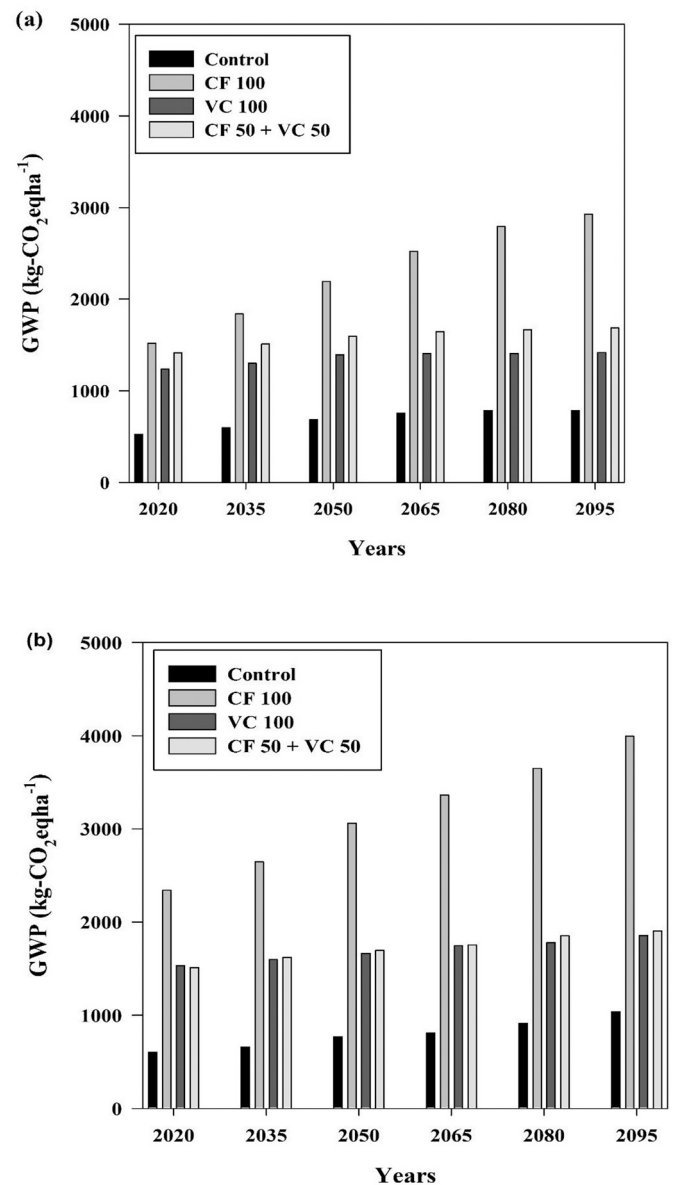 (a)
5000
4000
3000
2000
1000
0
GWP (kg-CO₂eqha⁻¹)
Control
CF 100
VC 100
CF 50 + VC 50
2020 2035 2050 2065 2080 2095
Years
(b)
5000
4000
3000
2000
1000
0
GWP (kg-CO₂eqha⁻¹)
Control
CF 100
VC 100
CF 50 + VC 50
2020 2035 2050 2065 2080 2095
Years